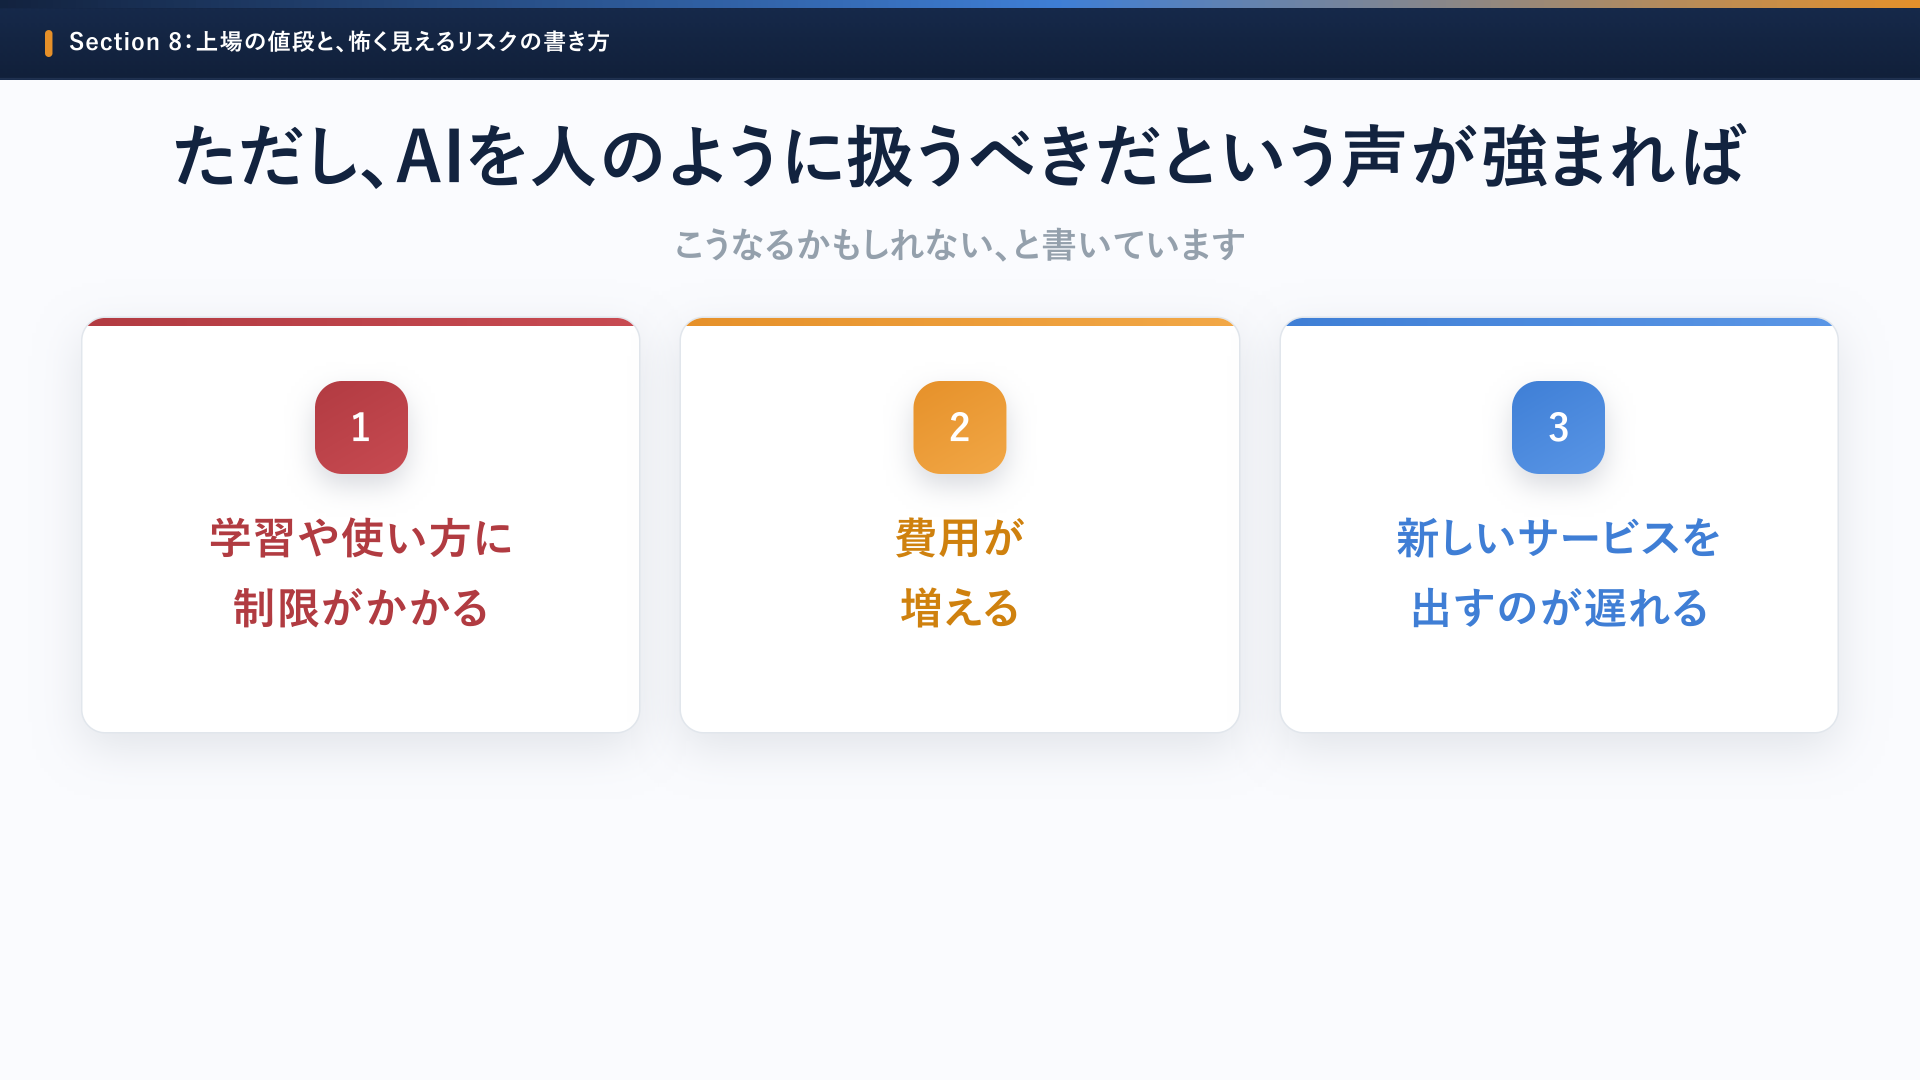 Section 8：上場の値段と、怖く見えるリスクの書き方
ただし、AIを人のように扱うべきだという声が強まれば
こうなるかもしれない、と書いています
1
学習や使い方に
制限がかかる
2
費用が
増える
3
新しいサービスを
出すのが遅れる